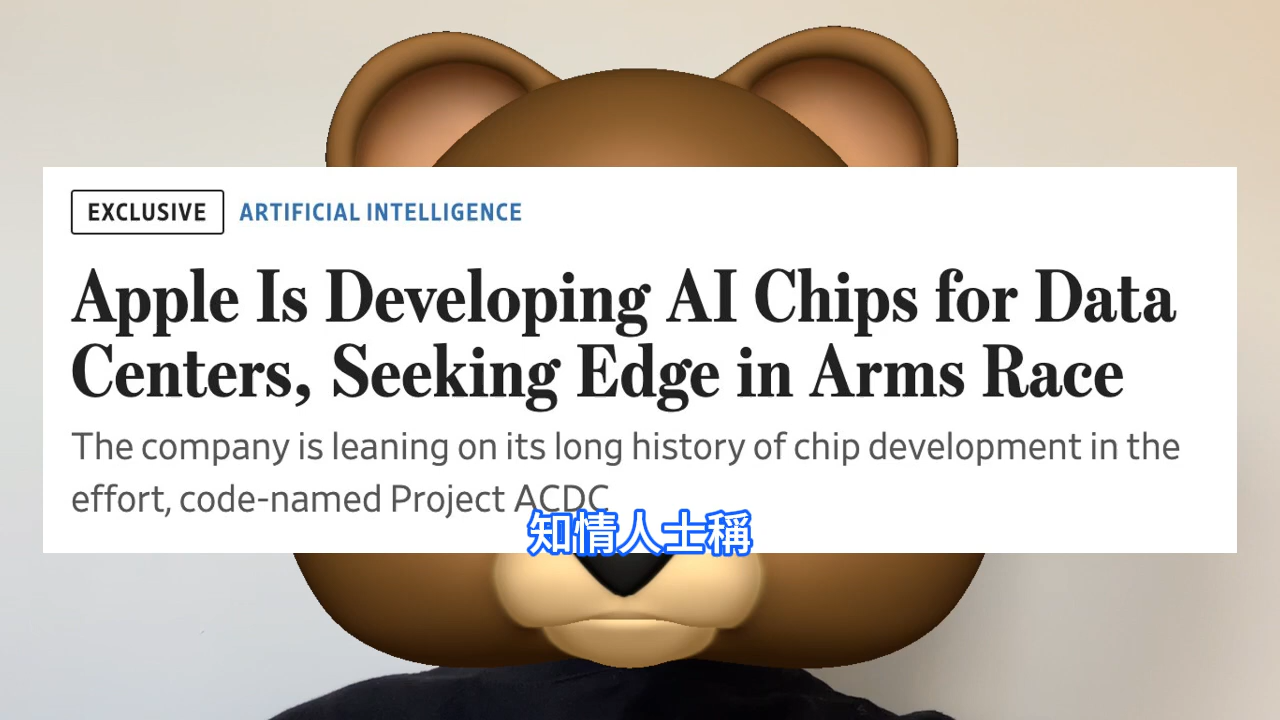 EXCLUSIVE ARTIFICIAL INTELLIGENCE
Apple Is Developing AI Chips for Data
Centers, Seeking Edge in Arms Race
The company is leaning on its long history of chip development in the
effort, code-named Project ACDC
知情人士稱